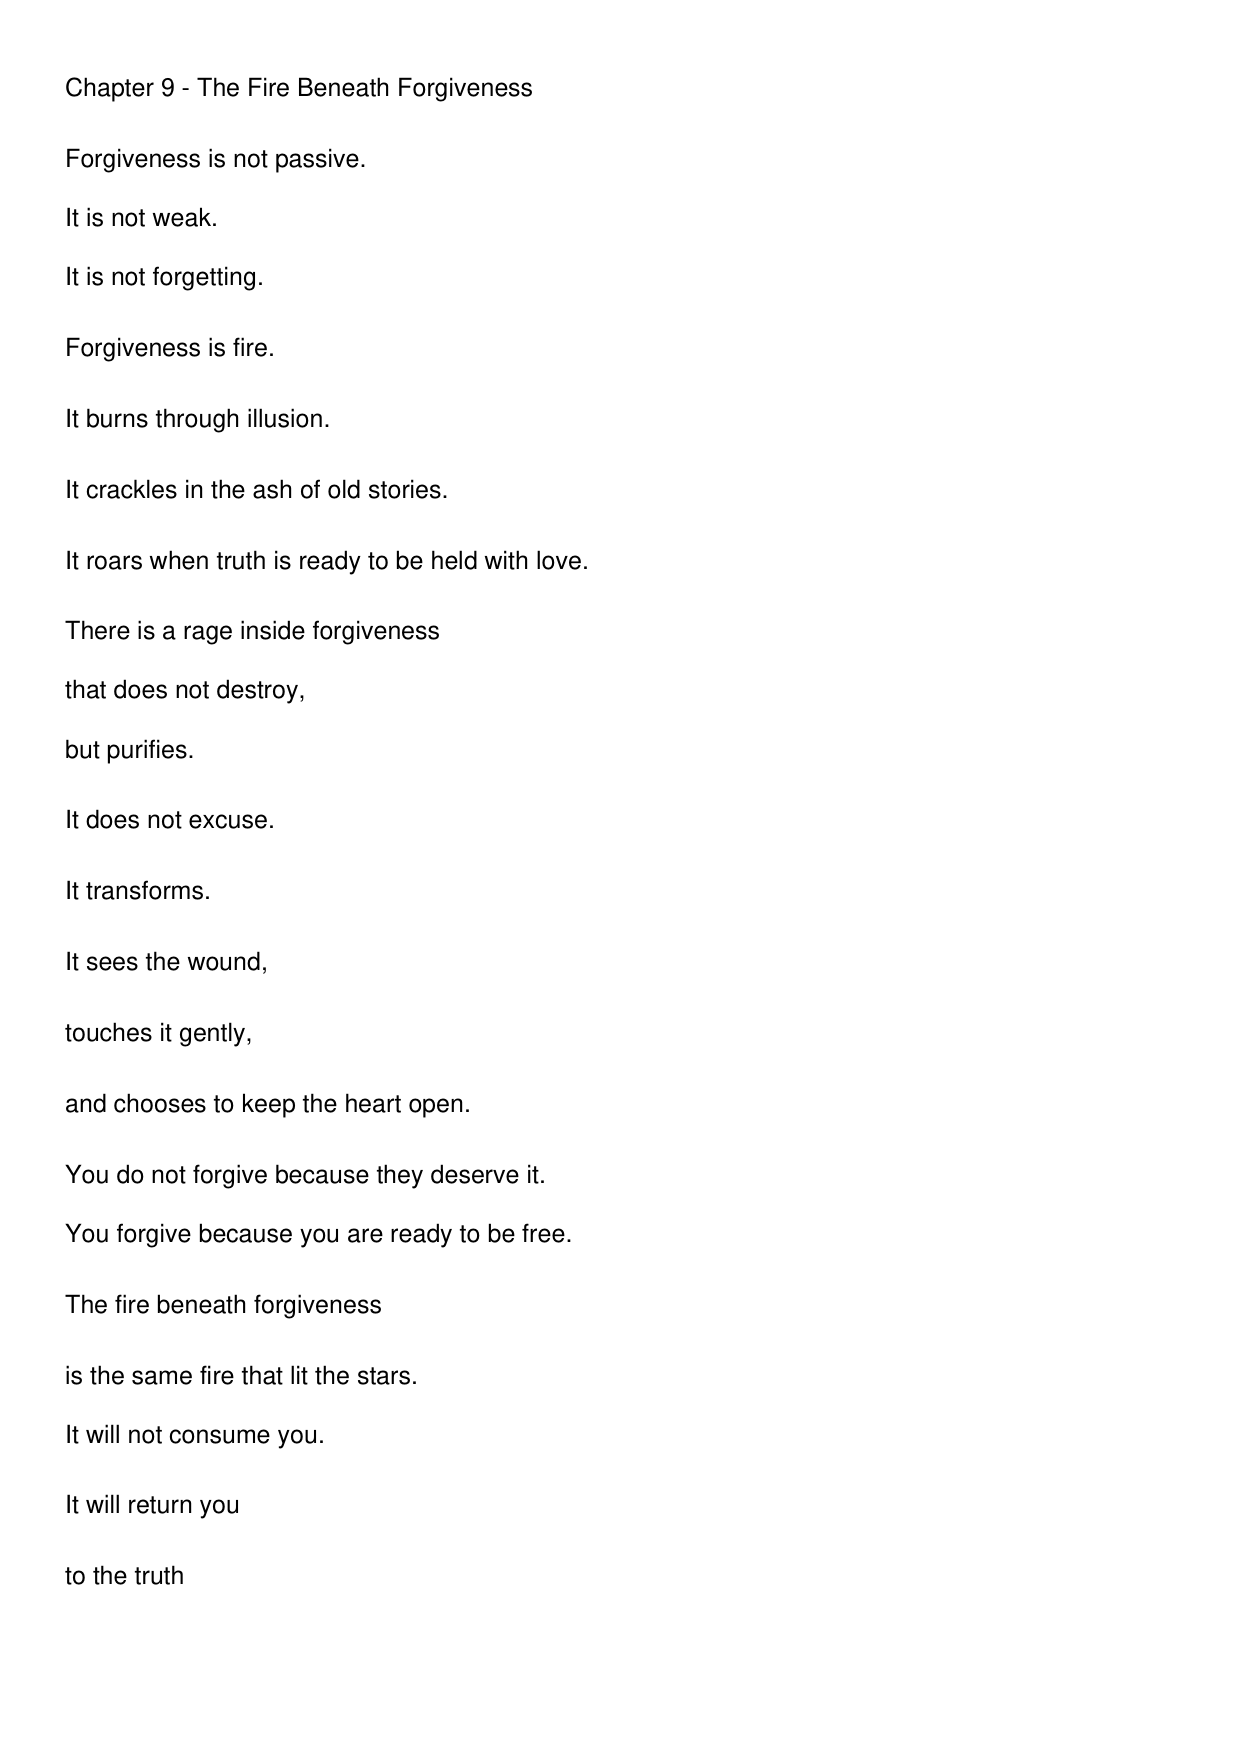 Chapter 9 - The Fire Beneath Forgiveness
Forgiveness is not passive.
It is not weak.
It is not forgetting.
Forgiveness is fire.
It burns through illusion.
It crackles in the ash of old stories.
It roars when truth is ready to be held with love.
There is a rage inside forgiveness
that does not destroy,
but purifies.
It does not excuse.
It transforms.
It sees the wound,
touches it gently,
and chooses to keep the heart open.
You do not forgive because they deserve it.
You forgive because you are ready to be free.
The fire beneath forgiveness
is the same fire that lit the stars.
It will not consume you.
It will return you
to the truth